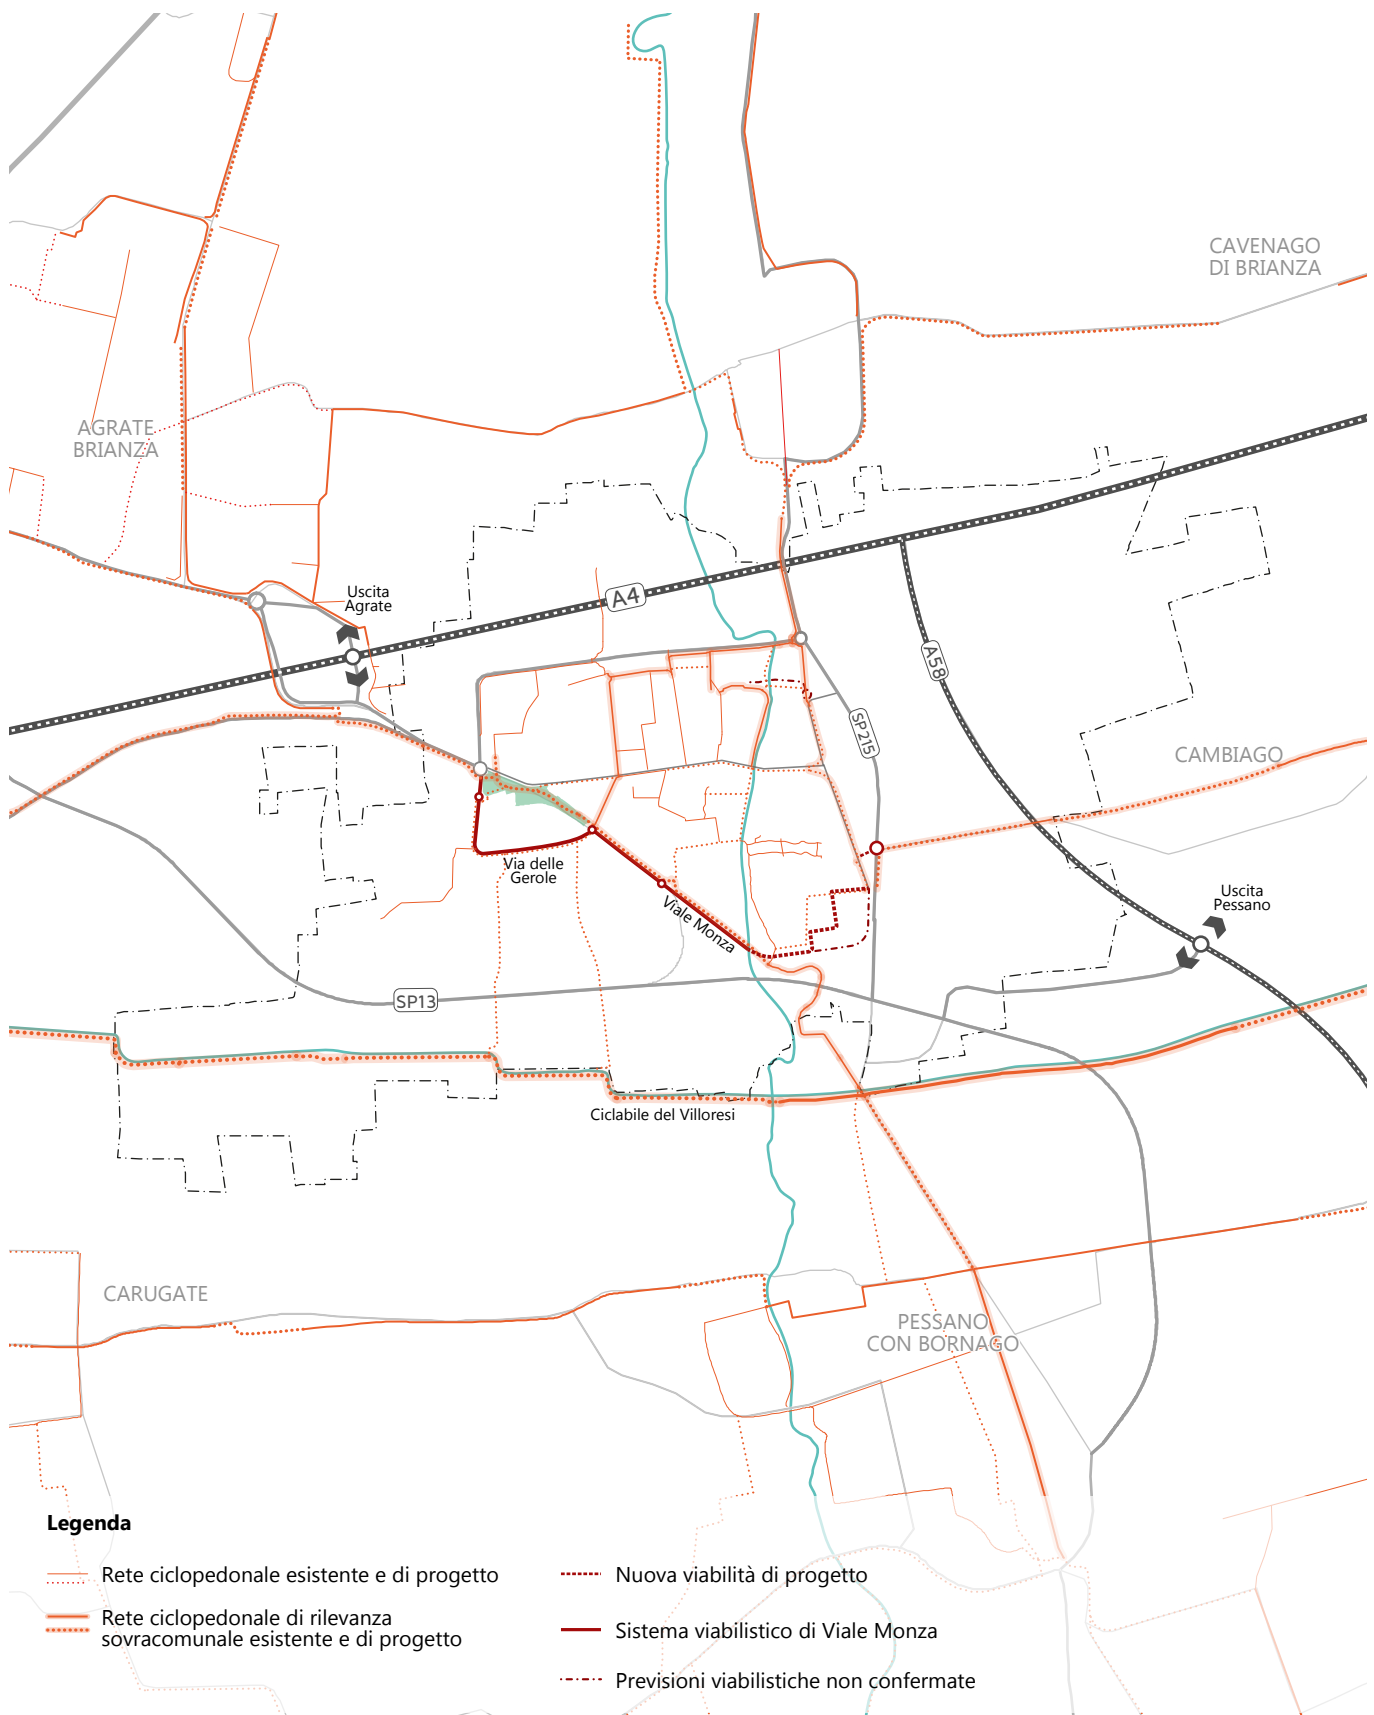 CAVENAGO
DI BRIANZA
AGRATE
BRIANZA
Uscita
Agrate
A4
A58
SP215
CAMBIAGO
Via delle
Gerole
Viale Monza
Uscita
Pessano
SP13
Ciclabile del Villoresi
CARUGATE
PESSANO
CON BORNAGO
Legenda
Rete ciclopedonale esistente e di progetto
Rete ciclopedonale di rilevanza
sovracomunale esistente e di progetto
Nuova viabilità di progetto
Sistema viabilistico di Viale Monza
Previsioni viabilistiche non confermate